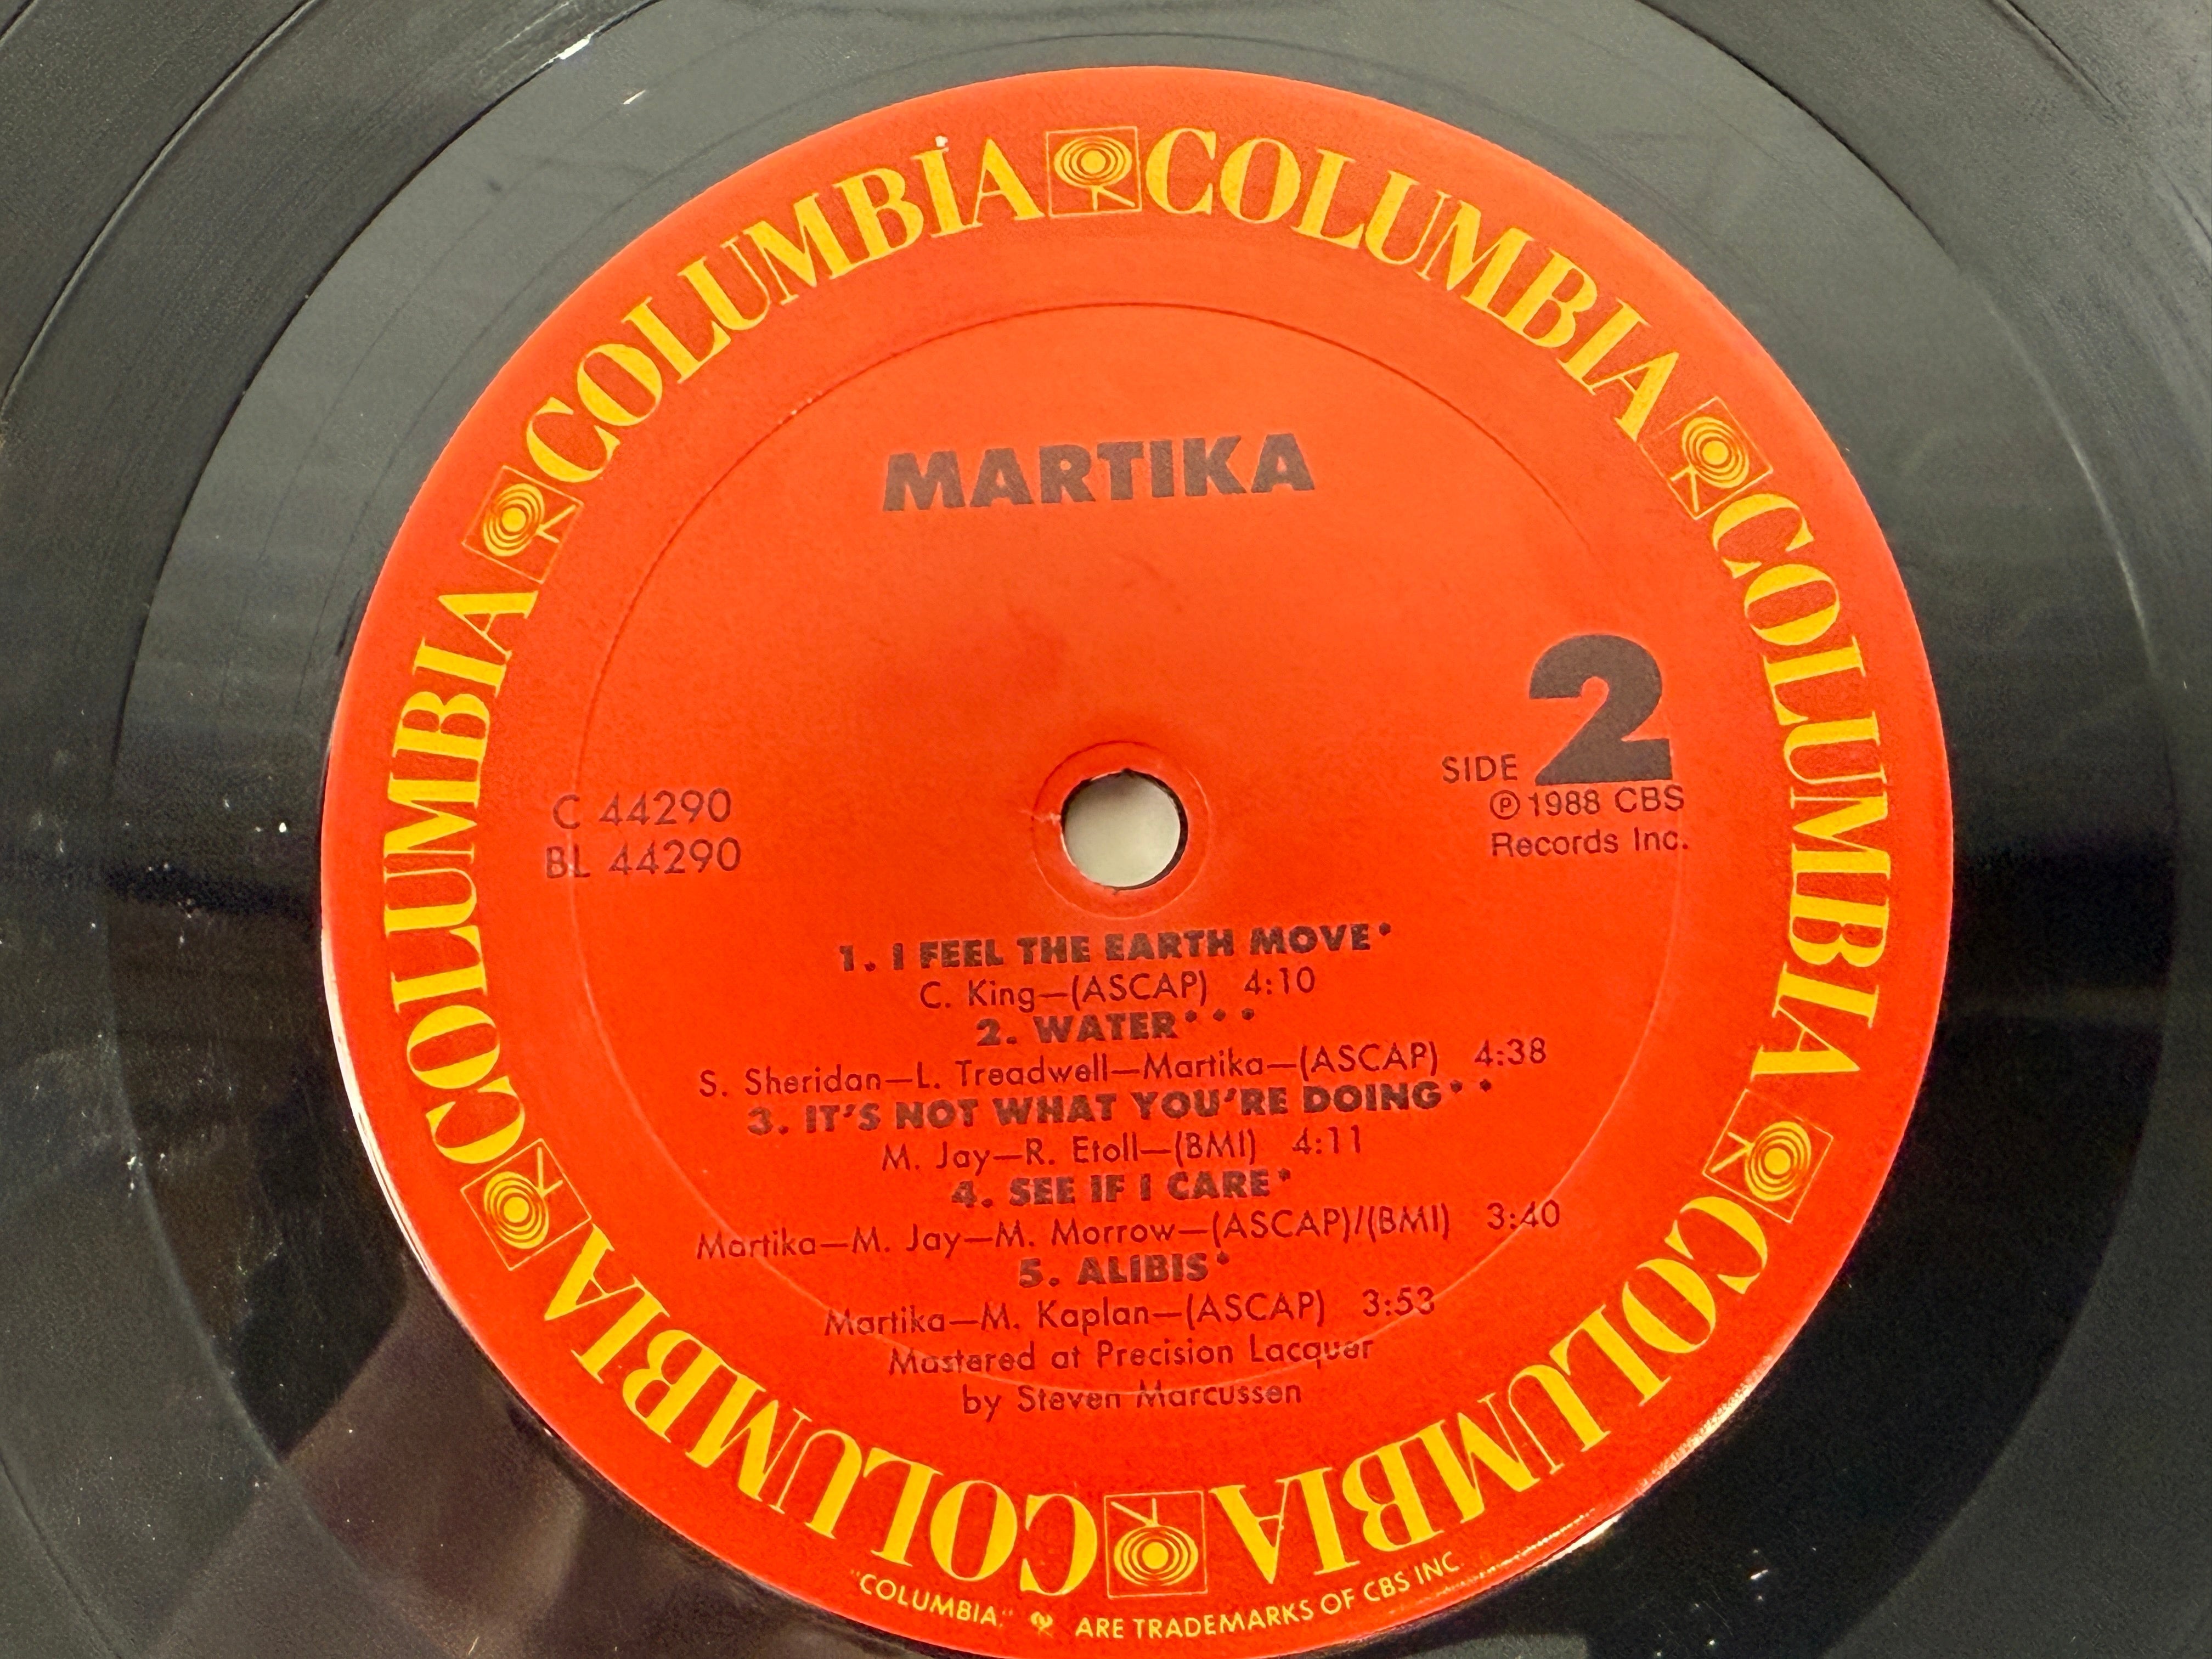 COLUMBIA COLUMBIA COLUMBIA COLUMBIA COLUMBIA COLUMBIA
MARTIKA
SIDE 2
C 44290
BL 44290
℗ 1988 CBS
Records Inc.
1. I FEEL THE EARTH MOVE*
C. King—(ASCAP) 4:10
2. WATER***
S. Sheridan—L. Treadwell—Martika—(ASCAP) 4:38
3. IT'S NOT WHAT YOU'RE DOING**
M. Jay—R. Etoll—(BMI) 4:11
4. SEE IF I CARE*
Martika—M. Jay—M. Morrow—(ASCAP)/(BMI) 3:40
5. ALIBIS*
Martika—M. Kaplan—(ASCAP) 3:53
Mastered at Precision Lacquer
by Steven Marcussen
"COLUMBIA," ARE TRADEMARKS OF CBS INC.